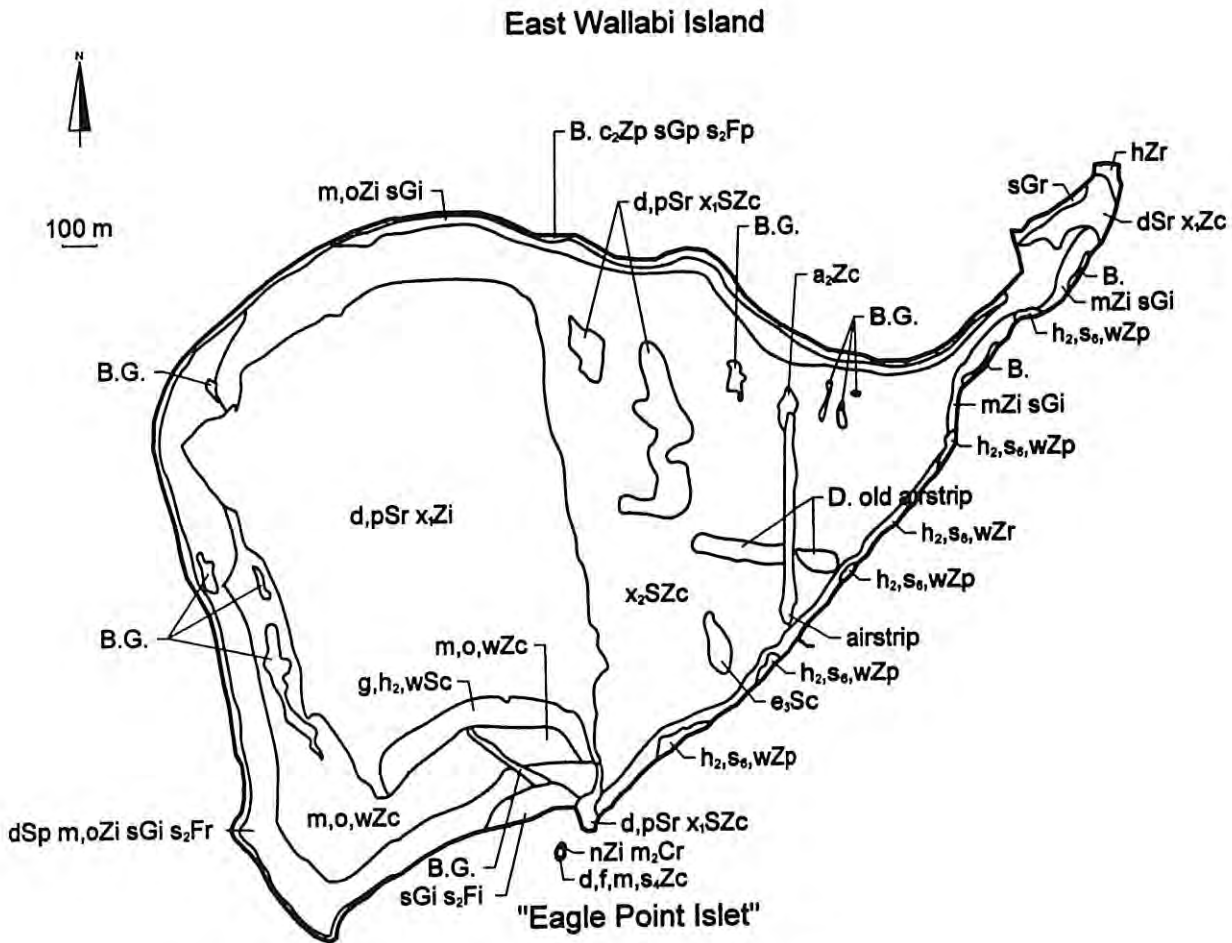 East Wallabi Island
N
B. c₂Zp sGp s₂Fp
hZr
m,oZi sGi
sGr
d,pSr x₁SZc
100 m
B.G.
dSr x₁Zc
a₂Zc
B.
mZi sGi
B.G.
h₂,s₆,wZp
B.G.
B.
mZi sGi
h₂,s₆,wZp
D. old airstrip
d,pSr x₁Zi
h₂,s₆,wZr
h₂,s₆,wZp
x₂SZc
B.G.
airstrip
m,o,wZc
h₂,s₆,wZp
g,h₂,wSc
e₃Sc
h₂,s₆,wZp
m,o,wZc
dSp m,oZi sGi s₂Fr
d,pSr x₁SZc
nZi m₂Cr
B.G.
d,f,m,s₄Zc
sGi s₂Fi
"Eagle Point Islet"